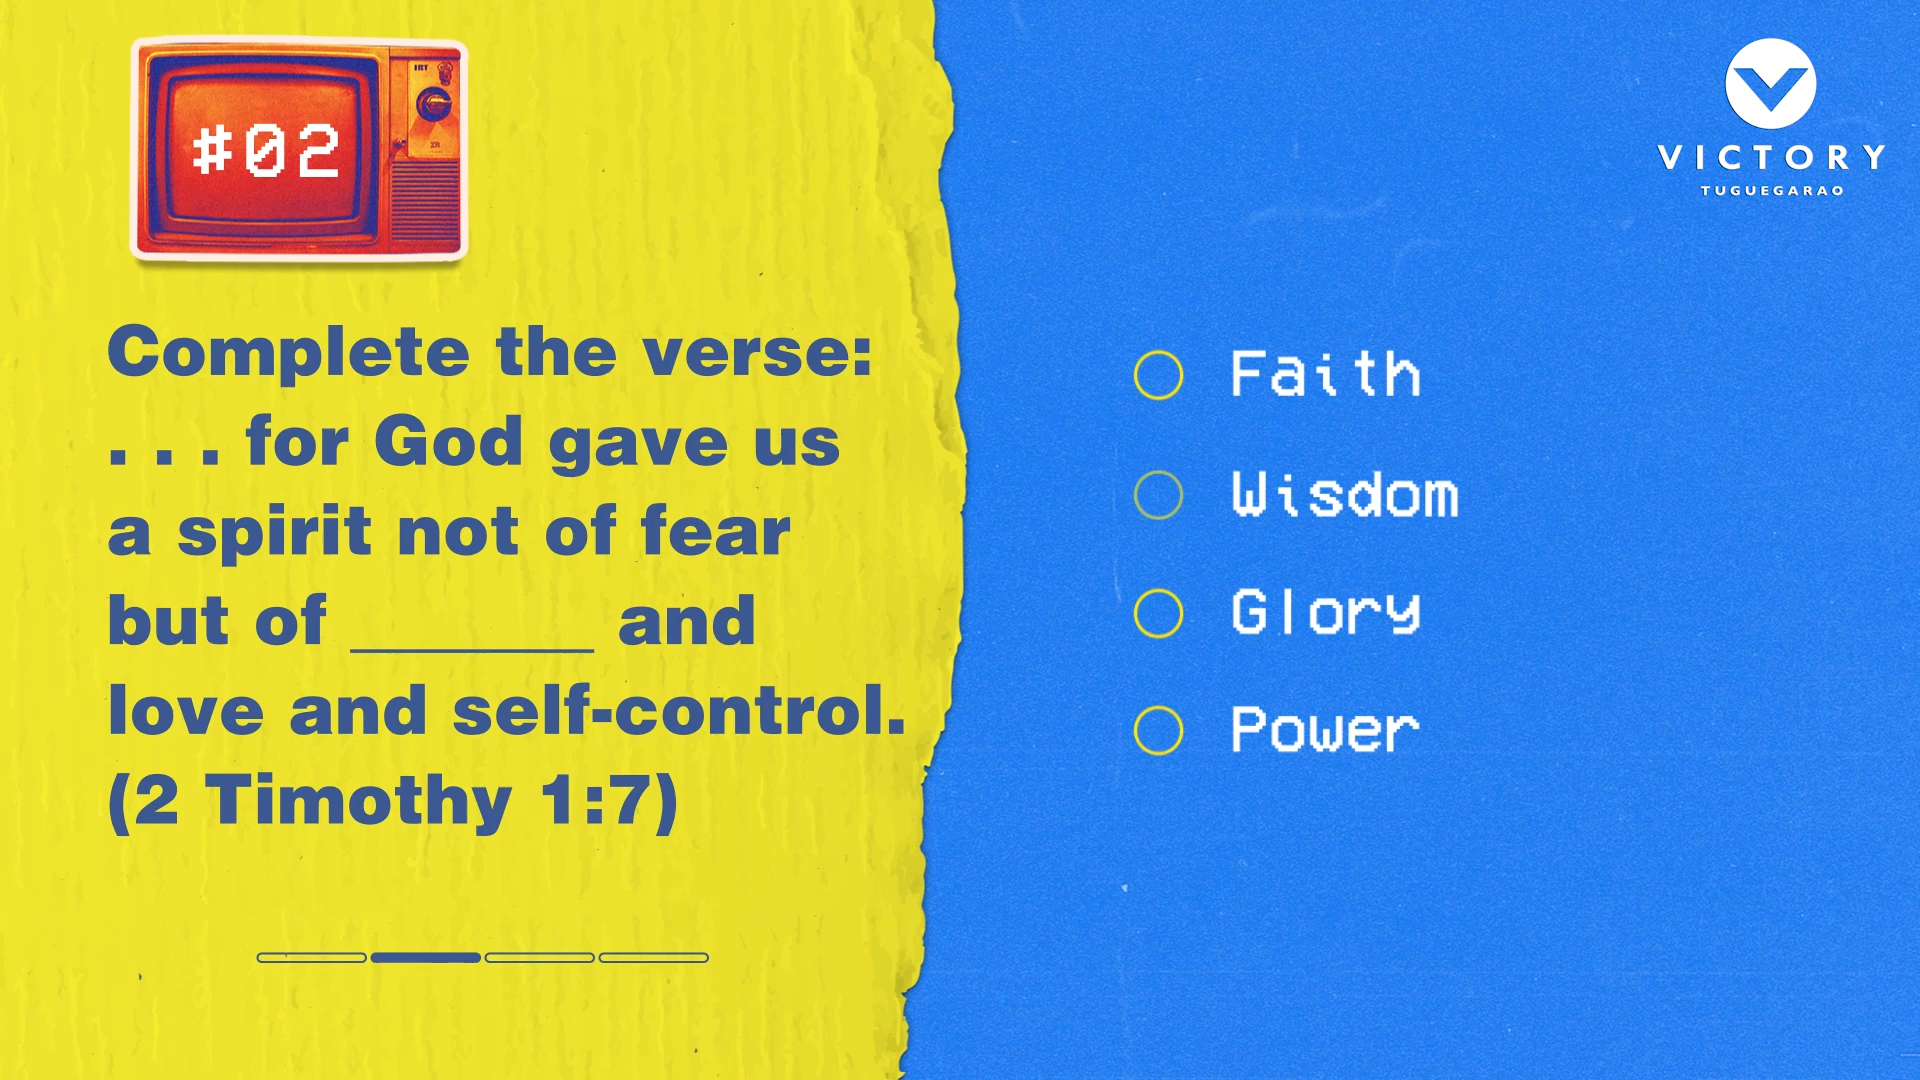 #02
Complete the verse:
. . . for God gave us
a spirit not of fear
but of ______ and
love and self-control.
(2 Timothy 1:7)
Faith
Wisdom
Glory
Power
VICTORY
TUGUEGARAO